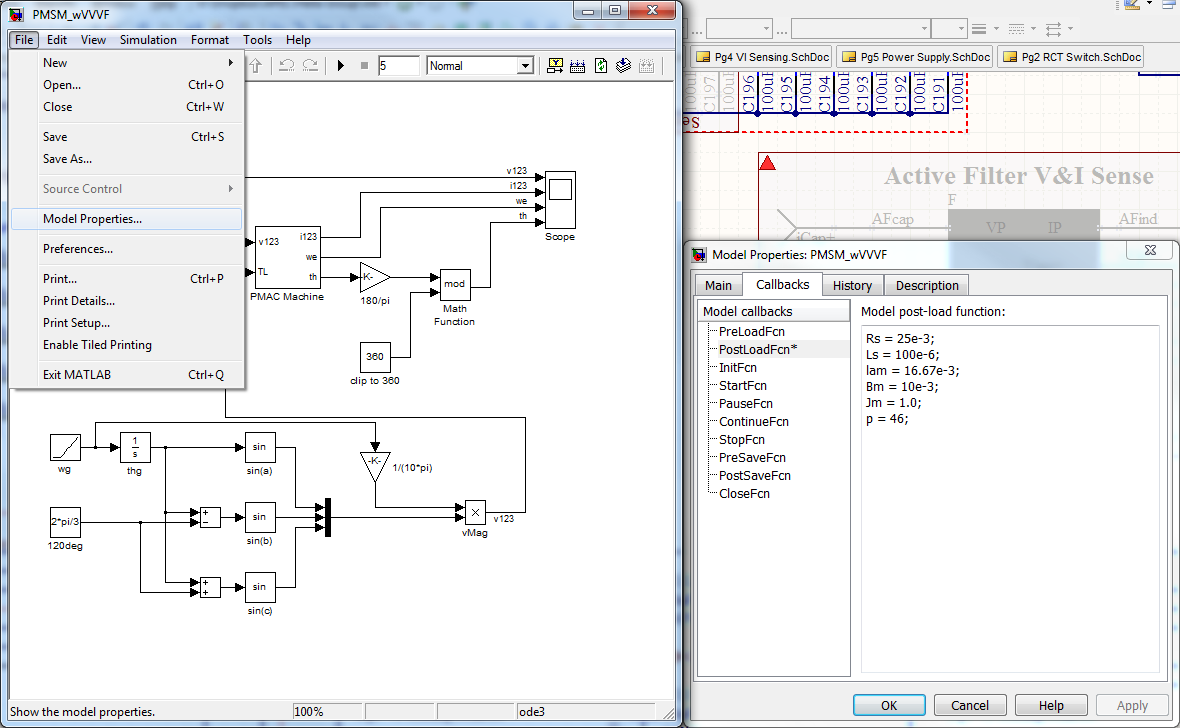 PMSM_wVVVF
File Edit View Simulation Format Tools Help
New
Open... Ctrl+O
Close Ctrl+W
Save Ctrl+S
Save As...
Source Control
Model Properties...
Preferences...
Print... Ctrl+P
Print Details...
Print Setup...
Enable Tiled Printing
Exit MATLAB Ctrl+Q
5 Normal
v123
i123
we
th
Scope
v123
TL
i123
we
th
PMAC Machine
-K-
180/pi
mod
Math
Function
360
clip to 360
wg
1
s
thg
sin
sin(a)
-K-
1/(10*pi)
2*pi/3
120deg
+
−
sin
sin(b)
×
vMag
v123
+
+
sin
sin(c)
Show the model properties. 100% ode3
... ...
Pg4 VI Sensing.SchDoc Pg5 Power Supply.SchDoc Pg2 RCT Switch.SchDoc
100uF
C197
100uF
C196
100uF
C195
100uF
C194
100uF
C193
100uF
C192
100uF
C191
100uF
Se
Active Filter V&I Sense
F
AFcap
VP IP
AFind
iCap+
Model Properties: PMSM_wVVVF
Main Callbacks History Description
Model callbacks
PreLoadFcn
PostLoadFcn*
InitFcn
StartFcn
PauseFcn
ContinueFcn
StopFcn
PreSaveFcn
PostSaveFcn
CloseFcn
Model post-load function:
Rs = 25e-3;
Ls = 100e-6;
lam = 16.67e-3;
Bm = 10e-3;
Jm = 1.0;
p = 46;
OK Cancel Help Apply